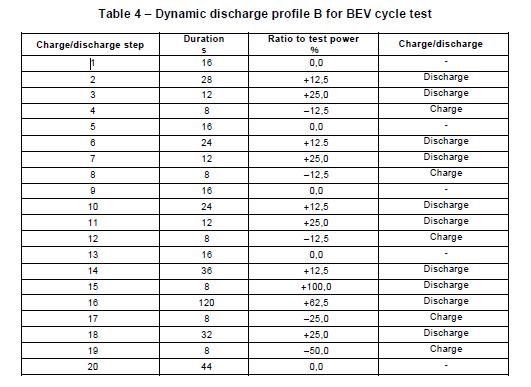 Table 4 – Dynamic discharge profile B for BEV cycle test
Charge/discharge step Duration s Ratio to test power % Charge/discharge
1 16 0,0 -
2 28 +12,5 Discharge
3 12 +25,0 Discharge
4 8 –12,5 Charge
5 16 0,0 -
6 24 +12,5 Discharge
7 12 +25,0 Discharge
8 8 –12,5 Charge
9 16 0,0 -
10 24 +12,5 Discharge
11 12 +25,0 Discharge
12 8 –12,5 Charge
13 16 0,0 -
14 36 +12,5 Discharge
15 8 +100,0 Discharge
16 120 +62,5 Discharge
17 8 –25,0 Charge
18 32 +25,0 Discharge
19 8 –50,0 Charge
20 44 0,0 -